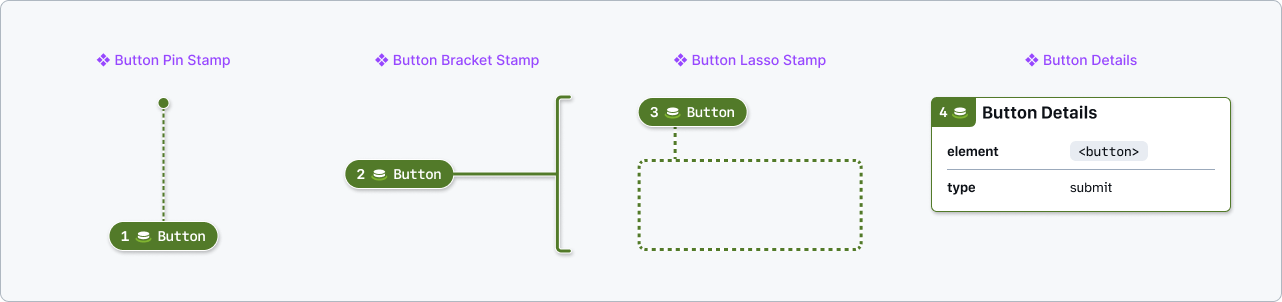 Button Pin Stamp
Button Bracket Stamp
Button Lasso Stamp
Button Details
1 Button
2 Button
3 Button
4 Button Details
element <button>
type submit